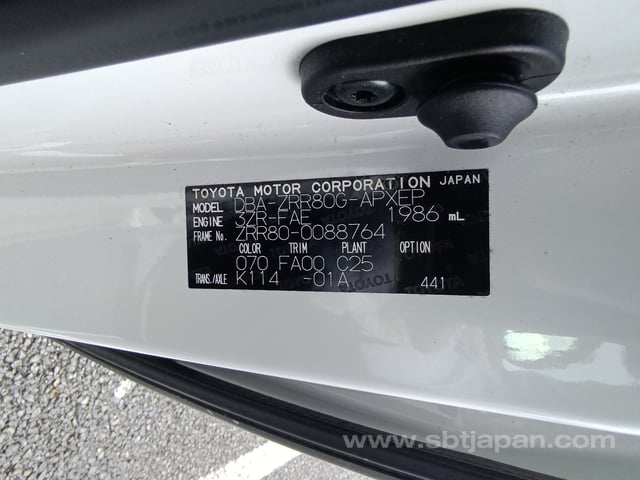 TOYOTA MOTOR CORPORATION JAPAN
MODEL DBA-ZRR80G-APXEP
ENGINE 3ZR-FAE 1986 mL
FRAME No. ZRR80-0088764
COLOR TRIM PLANT OPTION
070 FA00 C25
TRANS./AXLE K114 -01A 441
www.sbtjapan.com